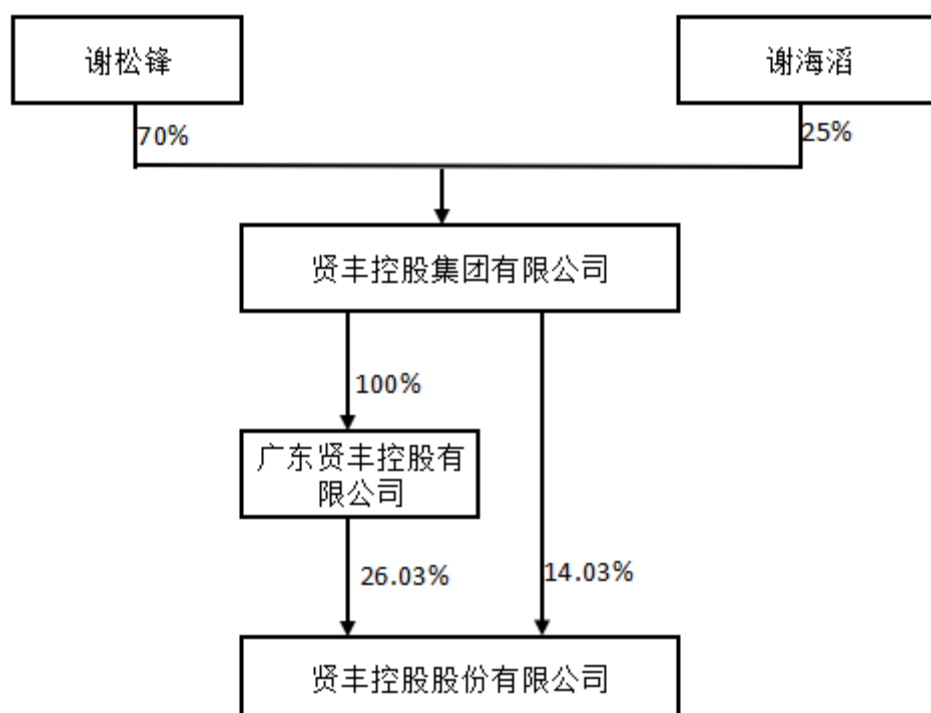 谢松锋
谢海滔
70%
25%
贤丰控股集团有限公司
100%
广东贤丰控股有
限公司
26.03%
14.03%
贤丰控股股份有限公司